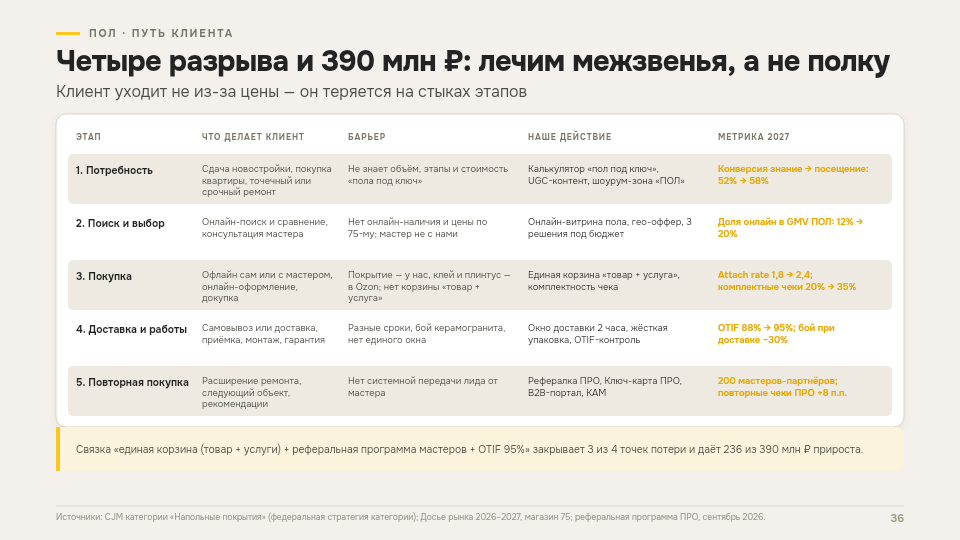 ПОЛ · ПУТЬ КЛИЕНТА
Четыре разрыва и 390 млн ₽: лечим межзвенья, а не полку
Клиент уходит не из-за цены — он теряется на стыках этапов
ЭТАП
ЧТО ДЕЛАЕТ КЛИЕНТ
БАРЬЕР
НАШЕ ДЕЙСТВИЕ
МЕТРИКА 2027
1. Потребность
Сдача новостройки, покупка
квартиры, точечный или
срочный ремонт
Не знает объём, этапы и стоимость
«пола под ключ»
Калькулятор «пол под ключ»,
UGC-контент, шоурум-зона «ПОЛ»
Конверсия знание → посещение:
52% → 58%
2. Поиск и выбор
Онлайн-поиск и сравнение,
консультация мастера
Нет онлайн-наличия и цены по
75-му; мастер не с нами
Онлайн-витрина пола, гео-оффер, 3
решения под бюджет
Доля онлайн в GMV ПОЛ: 12% →
20%
3. Покупка
Офлайн сам или с мастером,
онлайн-оформление,
докупка
Покрытие — у нас, клей и плинтус —
в Ozon; нет корзины «товар +
услуга»
Единая корзина «товар + услуга»,
комплектность чека
Attach rate 1,8 → 2,4;
комплектные чеки 20% → 35%
4. Доставка и работы
Самовывоз или доставка,
приёмка, монтаж, гарантия
Разные сроки, бой керамогранита,
нет единого окна
Окно доставки 2 часа, жёсткая
упаковка, OTIF-контроль
OTIF 88% → 95%; бой при
доставке −30%
5. Повторная покупка
Расширение ремонта,
следующий объект,
рекомендации
Нет системной передачи лида от
мастера
Рефералка ПРО, Ключ-карта ПРО,
B2B-портал, КАМ
200 мастеров-партнёров;
повторные чеки ПРО +8 п.п.
Связка «единая корзина (товар + услуги) + реферальная программа мастеров + OTIF 95%» закрывает 3 из 4 точек потери и даёт 236 из 390 млн ₽ прироста.
Источники: CJM категории «Напольные покрытия» (федеральная стратегия категории); Досье рынка 2026–2027, магазин 75; реферальная программа ПРО, сентябрь 2026.
36